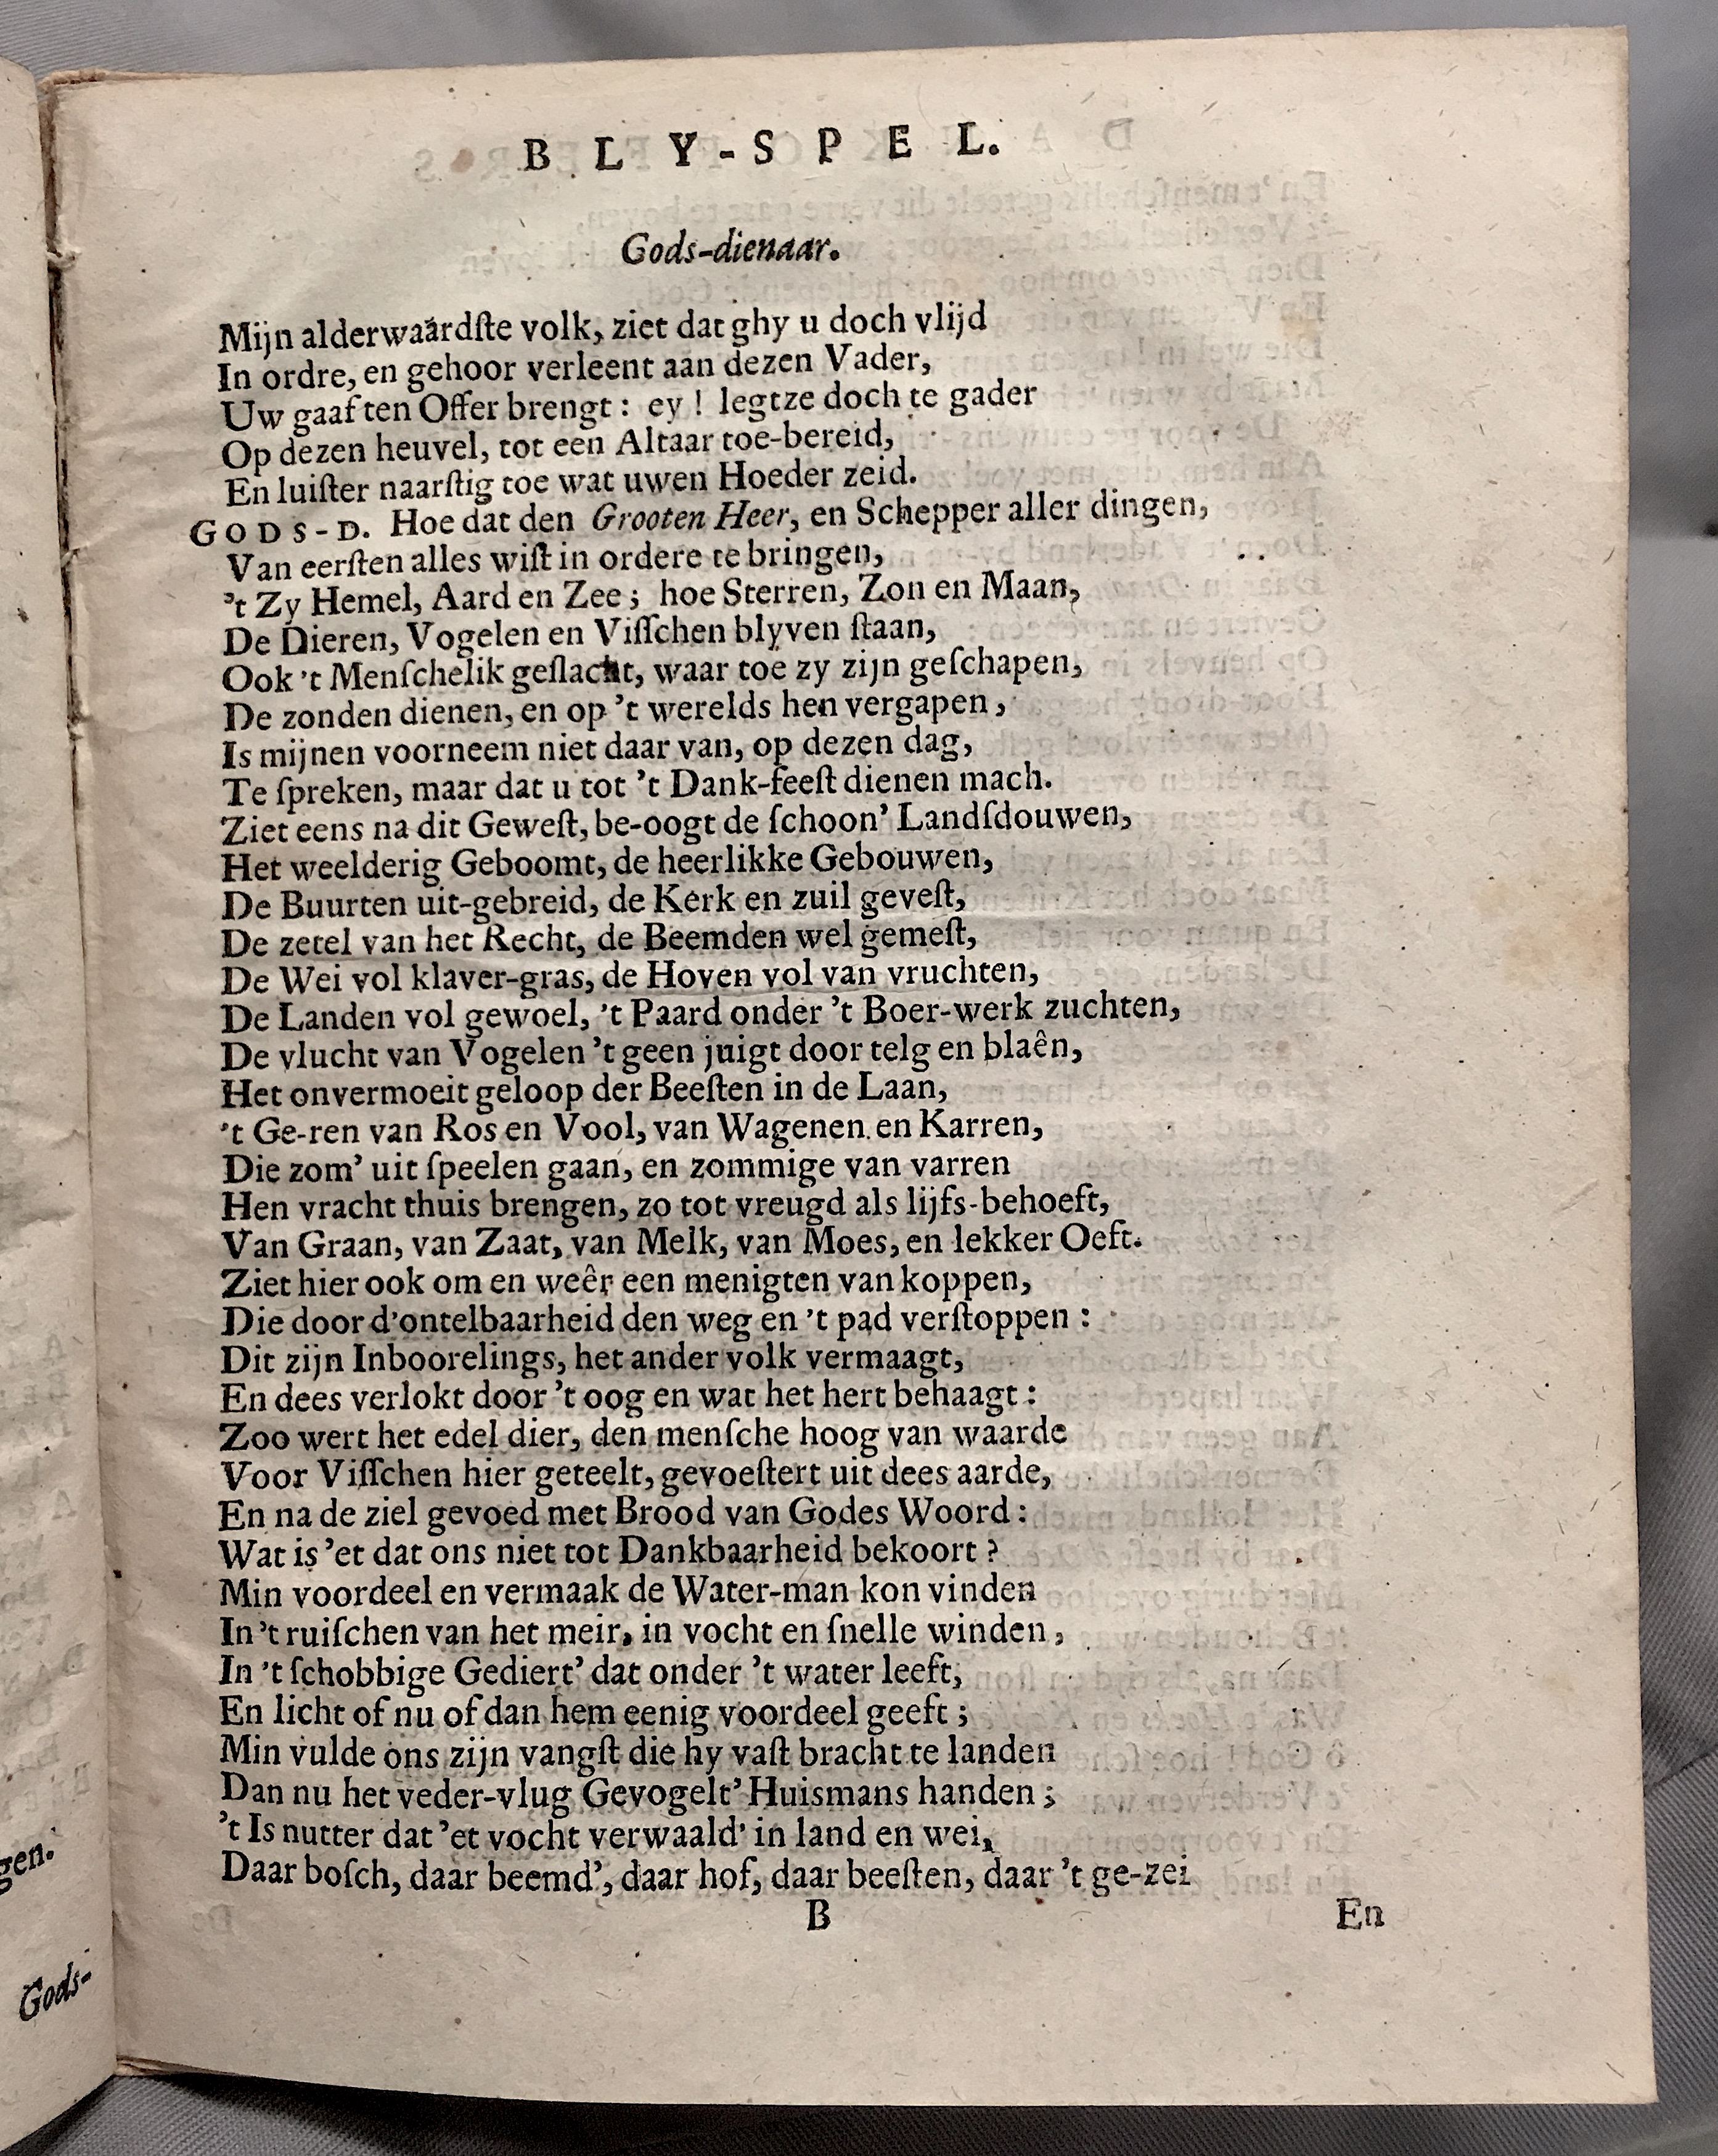 BLY-SPEL.
Gods-dienaar.
Mijn alderwaardſte volk, ziet dat ghy u doch vlijd
In ordre, en gehoor verleent aan dezen Vader,
Uw gaaf ten Offer brengt: ey! legtze doch te gader
Op dezen heuvel, tot een Altaar toe-bereid,
En luiſter naarſtig toe wat uwen Hoeder zeid.
GODS-D. Hoe dat den Grooten Heer, en Schepper aller dingen,
Van eerſten alles wiſt in ordere te bringen,
't Zy Hemel, Aard en Zee; hoe Sterren, Zon en Maan,
De Dieren, Vogelen en Viſſchen blyven ſtaan,
Ook 't Menſchelik geſlacht, waar toe zy zijn geſchapen,
De zonden dienen, en op 't werelds hen vergapen,
Is mijnen voorneem niet daar van, op dezen dag,
Te ſpreken, maar dat u tot 't Dank-feeſt dienen mach.
Ziet eens na dit Geweſt, be-oogt de ſchoon' Landſdouwen,
Het weelderig Geboomt, de heerlikke Gebouwen,
De Buurten uit-gebreid, de Kerk en zuil geveſt,
De zetel van het Recht, de Beemden wel gemeſt,
De Wei vol klaver-gras, de Hoven vol van vruchten,
De Landen vol gewoel, 't Paard onder 't Boer-werk zuchten,
De vlucht van Vogelen 't geen juigt door telg en blaên,
Het onvermoeit geloop der Beeſten in de Laan,
't Ge-ren van Ros en Vool, van Wagenen en Karren,
Die zom' uit ſpeelen gaan, en zommige van varren
Hen vracht thuis brengen, zo tot vreugd als lijfs-behoeft,
Van Graan, van Zaat, van Melk, van Moes, en lekker Oeft.
Ziet hier ook om en weêr een menigten van koppen,
Die door d'ontelbaarheid den weg en 't pad verſtoppen:
Dit zijn Inboorelings, het ander volk vermaagt,
En dees verlokt door 't oog en wat het hert behaagt:
Zoo wert het edel dier, den menſche hoog van waarde
Voor Viſſchen hier geteelt, gevoeſtert uit dees aarde,
En na de ziel gevoed met Brood van Godes Woord:
Wat is 'et dat ons niet tot Dankbaarheid bekoort?
Min voordeel en vermaak de Water-man kon vinden
In 't ruiſchen van het meir, in vocht en ſnelle winden,
In 't ſchobbige Gediert' dat onder 't water leeft,
En licht of nu of dan hem eenig voordeel geeft;
Min vulde ons zijn vangſt die hy vaſt bracht te landen
Dan nu het veder-vlug Gevogelt' Huismans handen;
't Is nutter dat 'et vocht verwaald' in land en wei,
Daar boſch, daar beemd', daar hof, daar beeſten, daar 't ge-zei
B En
gen.
Gods-